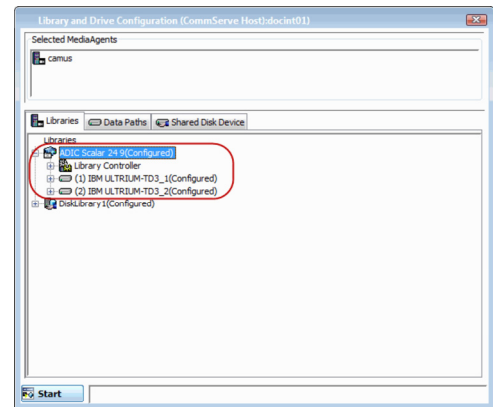 Library and Drive Configuration (CommServe Host):docint01)
Selected MediaAgents
camus
Libraries Data Paths Shared Disk Device
Libraries
ADIC Scalar 24 9(Configured)
Library Controller
(1) IBM ULTRIUM-TD3_1(Configured)
(2) IBM ULTRIUM-TD3_2(Configured)
DiskLibrary1(Configured)
Start